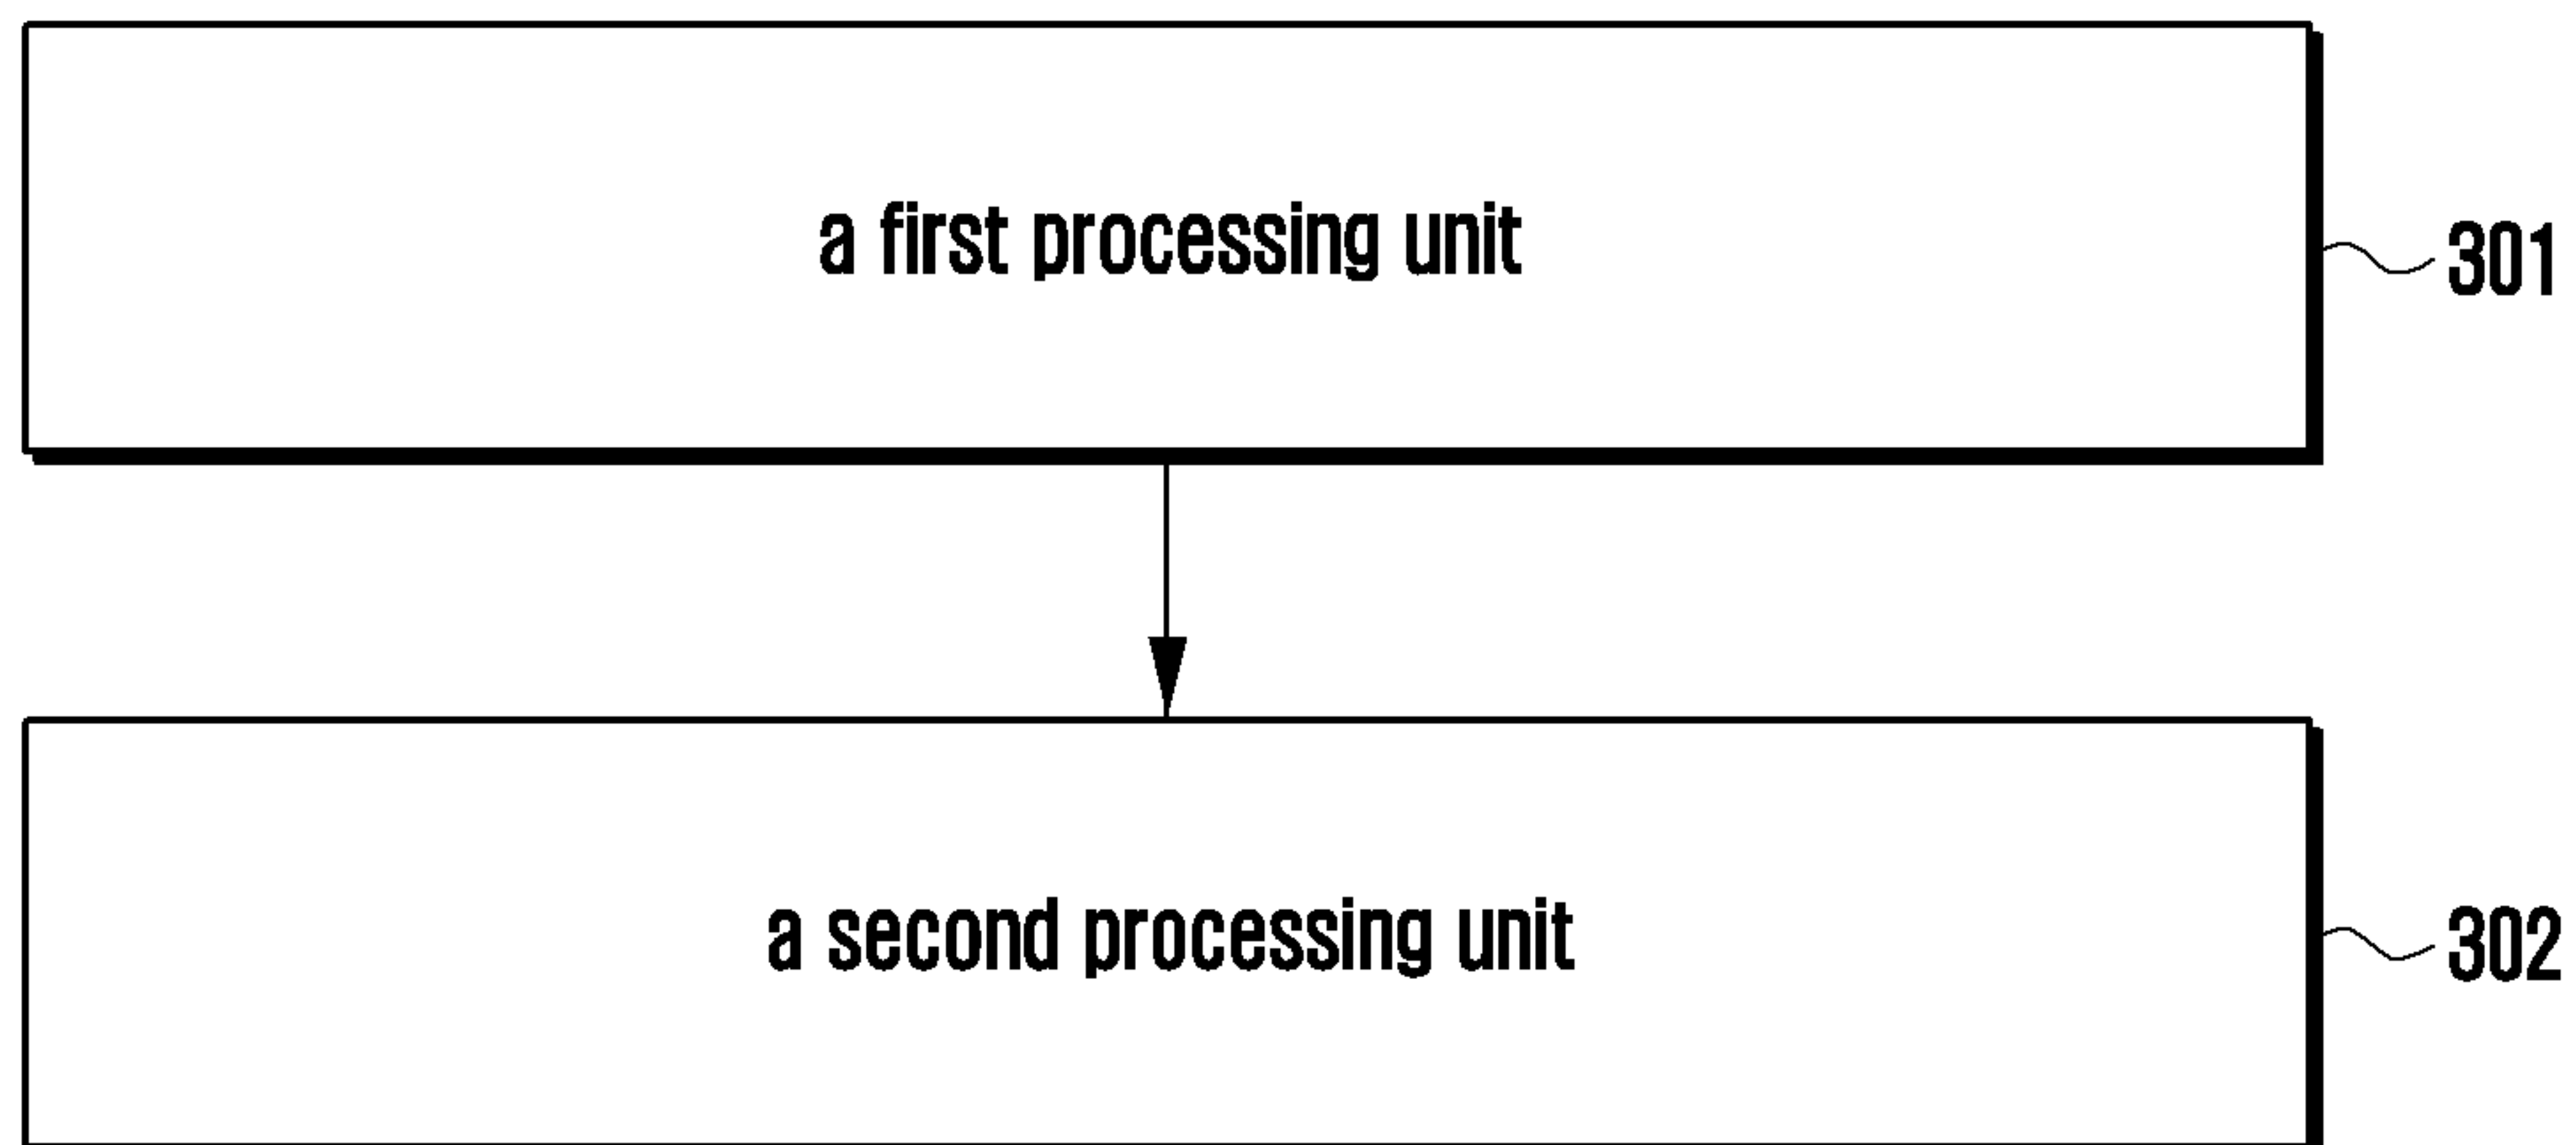 a first processing unit
301
a second processing unit
302